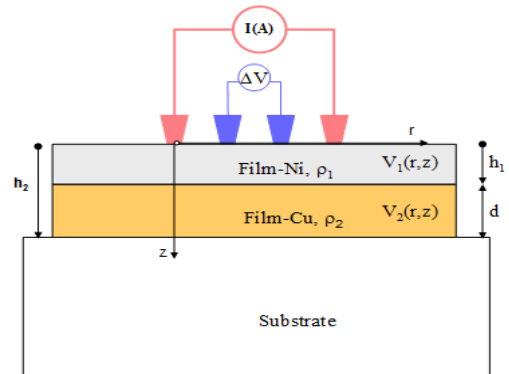 I(A)
ΔV
r
h₂
Film-Ni, ρ₁
V₁(r,z)
h₁
Film-Cu, ρ₂
V₂(r,z)
d
z
Substrate